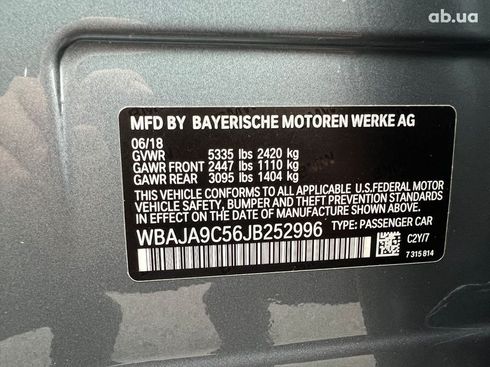 ab.ua
MFD BY BAYERISCHE MOTOREN WERKE AG
06/18
GVWR 5335 lbs 2420 kg
GAWR FRONT 2447 lbs 1110 kg
GAWR REAR 3095 lbs 1404 kg
THIS VEHICLE CONFORMS TO ALL APPLICABLE U.S.FEDERAL MOTOR
VEHICLE SAFETY, BUMPER AND THEFT PREVENTION STANDARDS
IN EFFECT ON THE DATE OF MANUFACTURE SHOWN ABOVE.
WBAJA9C56JB252996 TYPE: PASSENGER CAR
C2Y/7
7 315 814